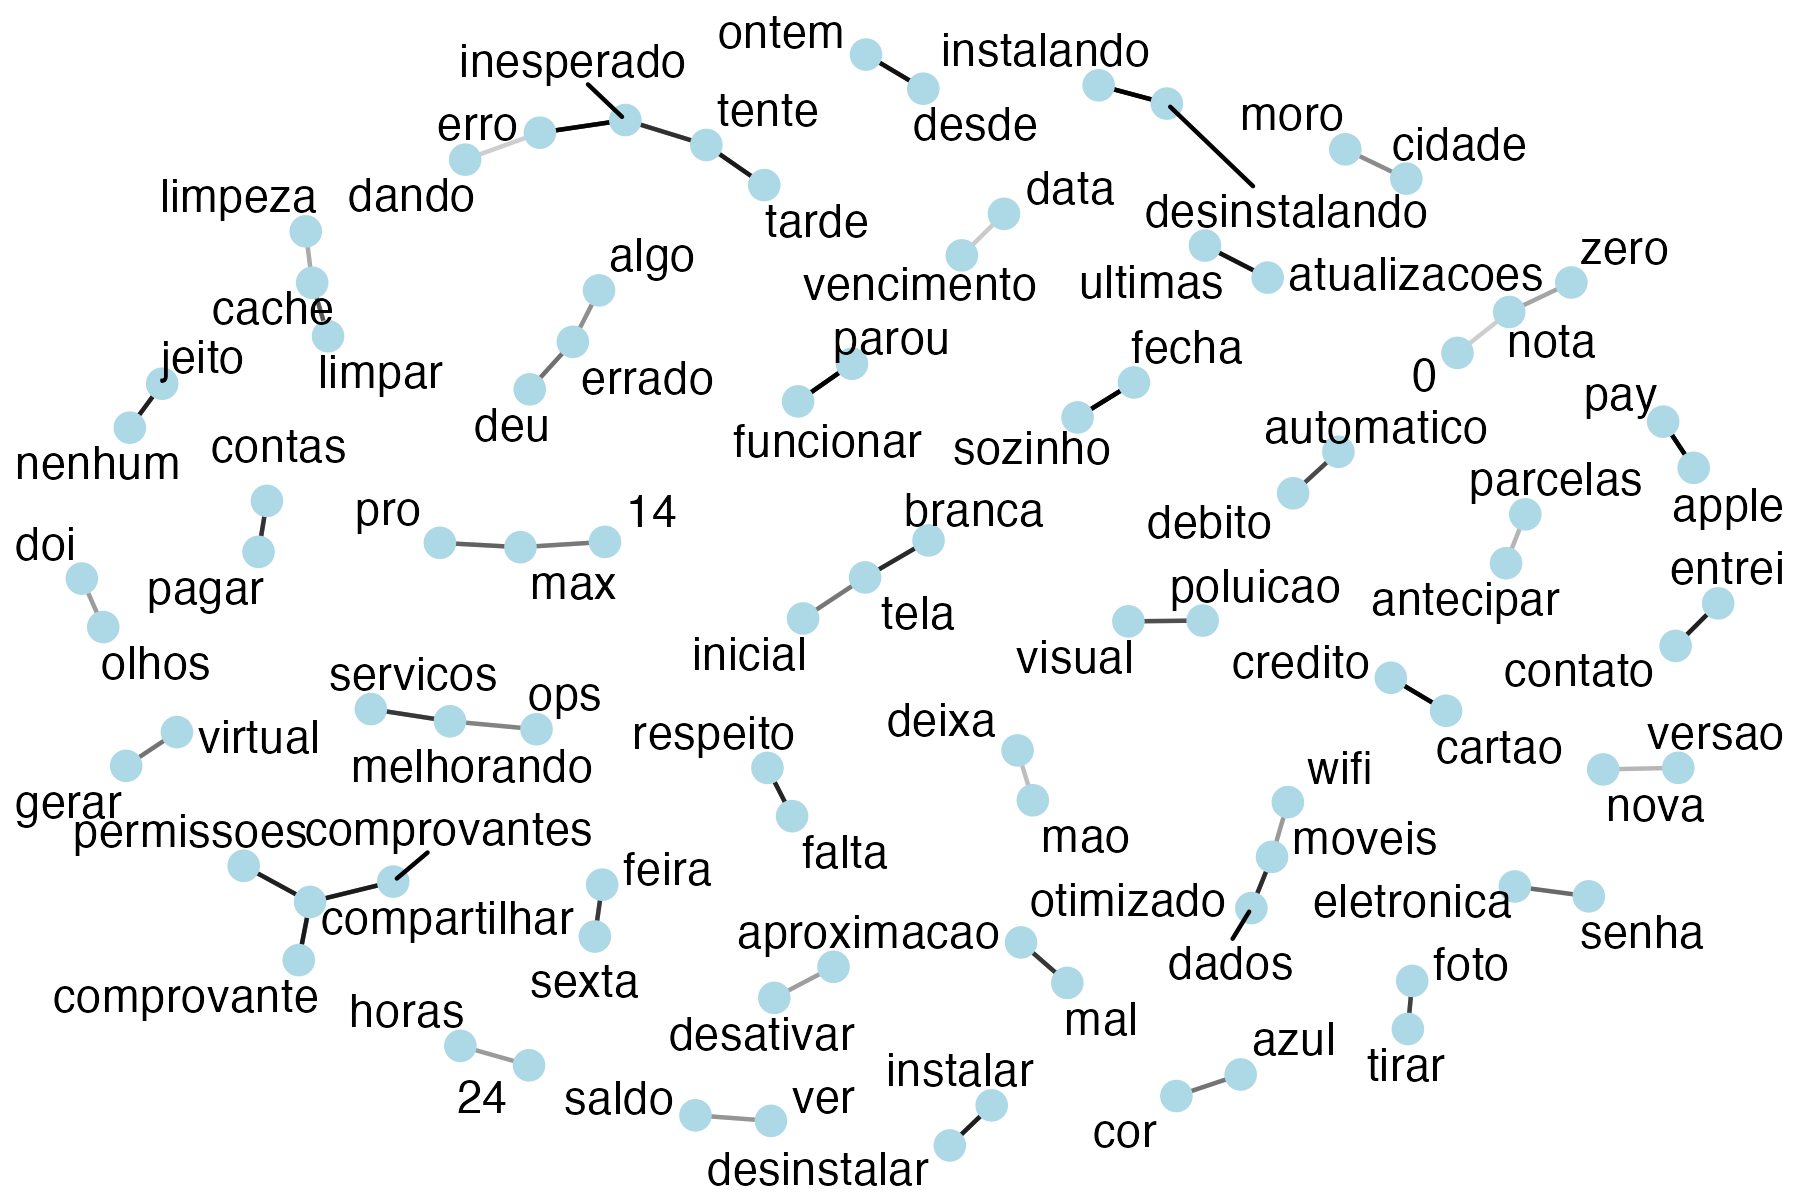 ontem
inesperado
instalando
tente
moro
erro
desde
cidade
limpeza
dando
data
tarde
desinstalando
algo
zero
vencimento
ultimas
atualizacoes
cache
jeito
parou
fecha
nota
limpar
errado
0
pay
deu
automatico
nenhum
contas
funcionar
sozinho
parcelas
pro
14
branca
apple
debito
doi
pagar
max
poluicao
antecipar
entrei
tela
olhos
inicial
visual
credito
contato
servicos
ops
virtual
respeito
deixa
versao
melhorando
cartao
wifi
gerar
nova
permissoes
comprovantes
falta
mao
moveis
feira
compartilhar
otimizado
eletronica
aproximacao
senha
sexta
dados
foto
comprovante
horas
desativar
mal
azul
tirar
instalar
24
saldo
ver
cor
desinstalar